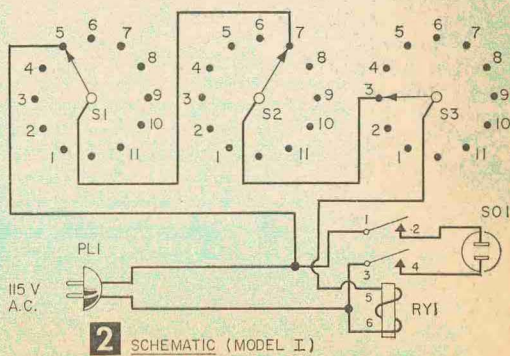 5 6 7 8 9 10 11 4 3 2 1 S1
5 6 7 8 9 10 11 4 3 2 1 S2
5 6 7 8 9 10 11 4 3 2 1 S3
PL1
115 V
A.C.
1 2
3 4
SO1
5
6
RY1
2 SCHEMATIC (MODEL I)